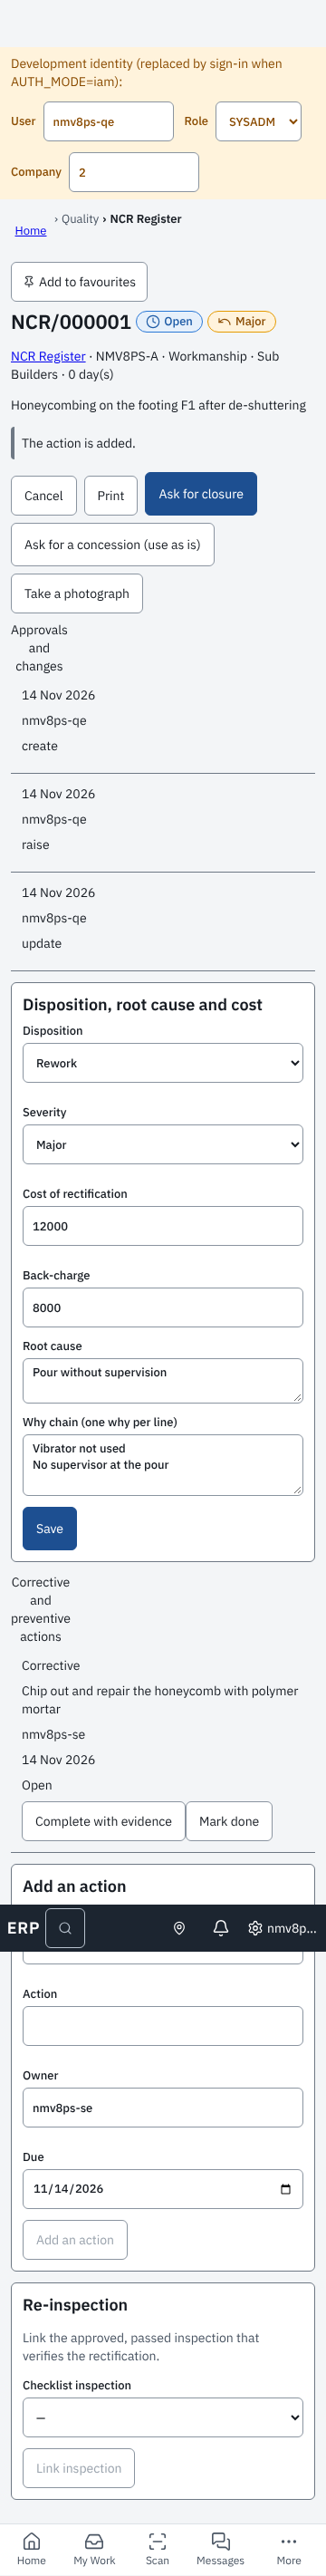 Development identity (replaced by sign-in when
AUTH_MODE=iam):
User nmv8ps-qe Role SYSADM
Company 2
Home › Quality › NCR Register
Add to favourites
NCR/000001 Open Major
NCR Register · NMV8PS-A · Workmanship · Sub
Builders · 0 day(s)
Honeycombing on the footing F1 after de-shuttering
The action is added.
Cancel Print Ask for closure
Ask for a concession (use as is)
Take a photograph
Approvals
and
changes
14 Nov 2026
nmv8ps-qe
create
14 Nov 2026
nmv8ps-qe
raise
14 Nov 2026
nmv8ps-qe
update
Disposition, root cause and cost
Disposition
Rework
Severity
Major
Cost of rectification
12000
Back-charge
8000
Root cause
Pour without supervision
Why chain (one why per line)
Vibrator not used
No supervisor at the pour
Save
Corrective
and
preventive
actions
Corrective
Chip out and repair the honeycomb with polymer
mortar
nmv8ps-se
14 Nov 2026
Open
Complete with evidence Mark done
Add an action
ERP nmv8p...
Action
Owner
nmv8ps-se
Due
11/14/2026
Add an action
Re-inspection
Link the approved, passed inspection that
verifies the rectification.
Checklist inspection
—
Link inspection
Home My Work Scan Messages More